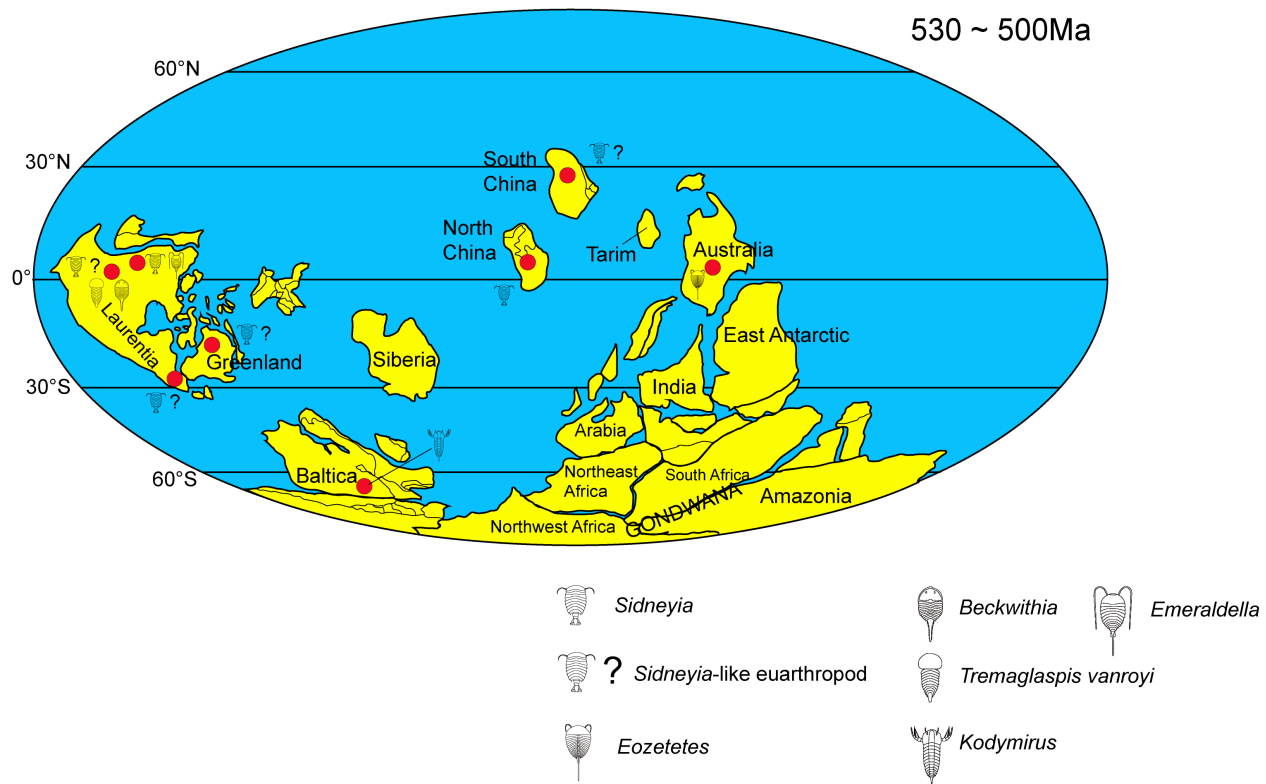 530 ~ 500Ma
60°N
30°N
South
China
?
North
China
Tarim
Australia
?
0°
Laurentia
?
Greenland
Siberia
East Antarctic
India
30°S
?
Arabia
Baltica
60°S
Northeast
Africa
South Africa
GONDWANA
Amazonia
Northwest Africa
Sidneyia
Beckwithia
Emeraldella
? Sidneyia-like euarthropod
Tremaglaspis vanroyi
Eozetetes
Kodymirus